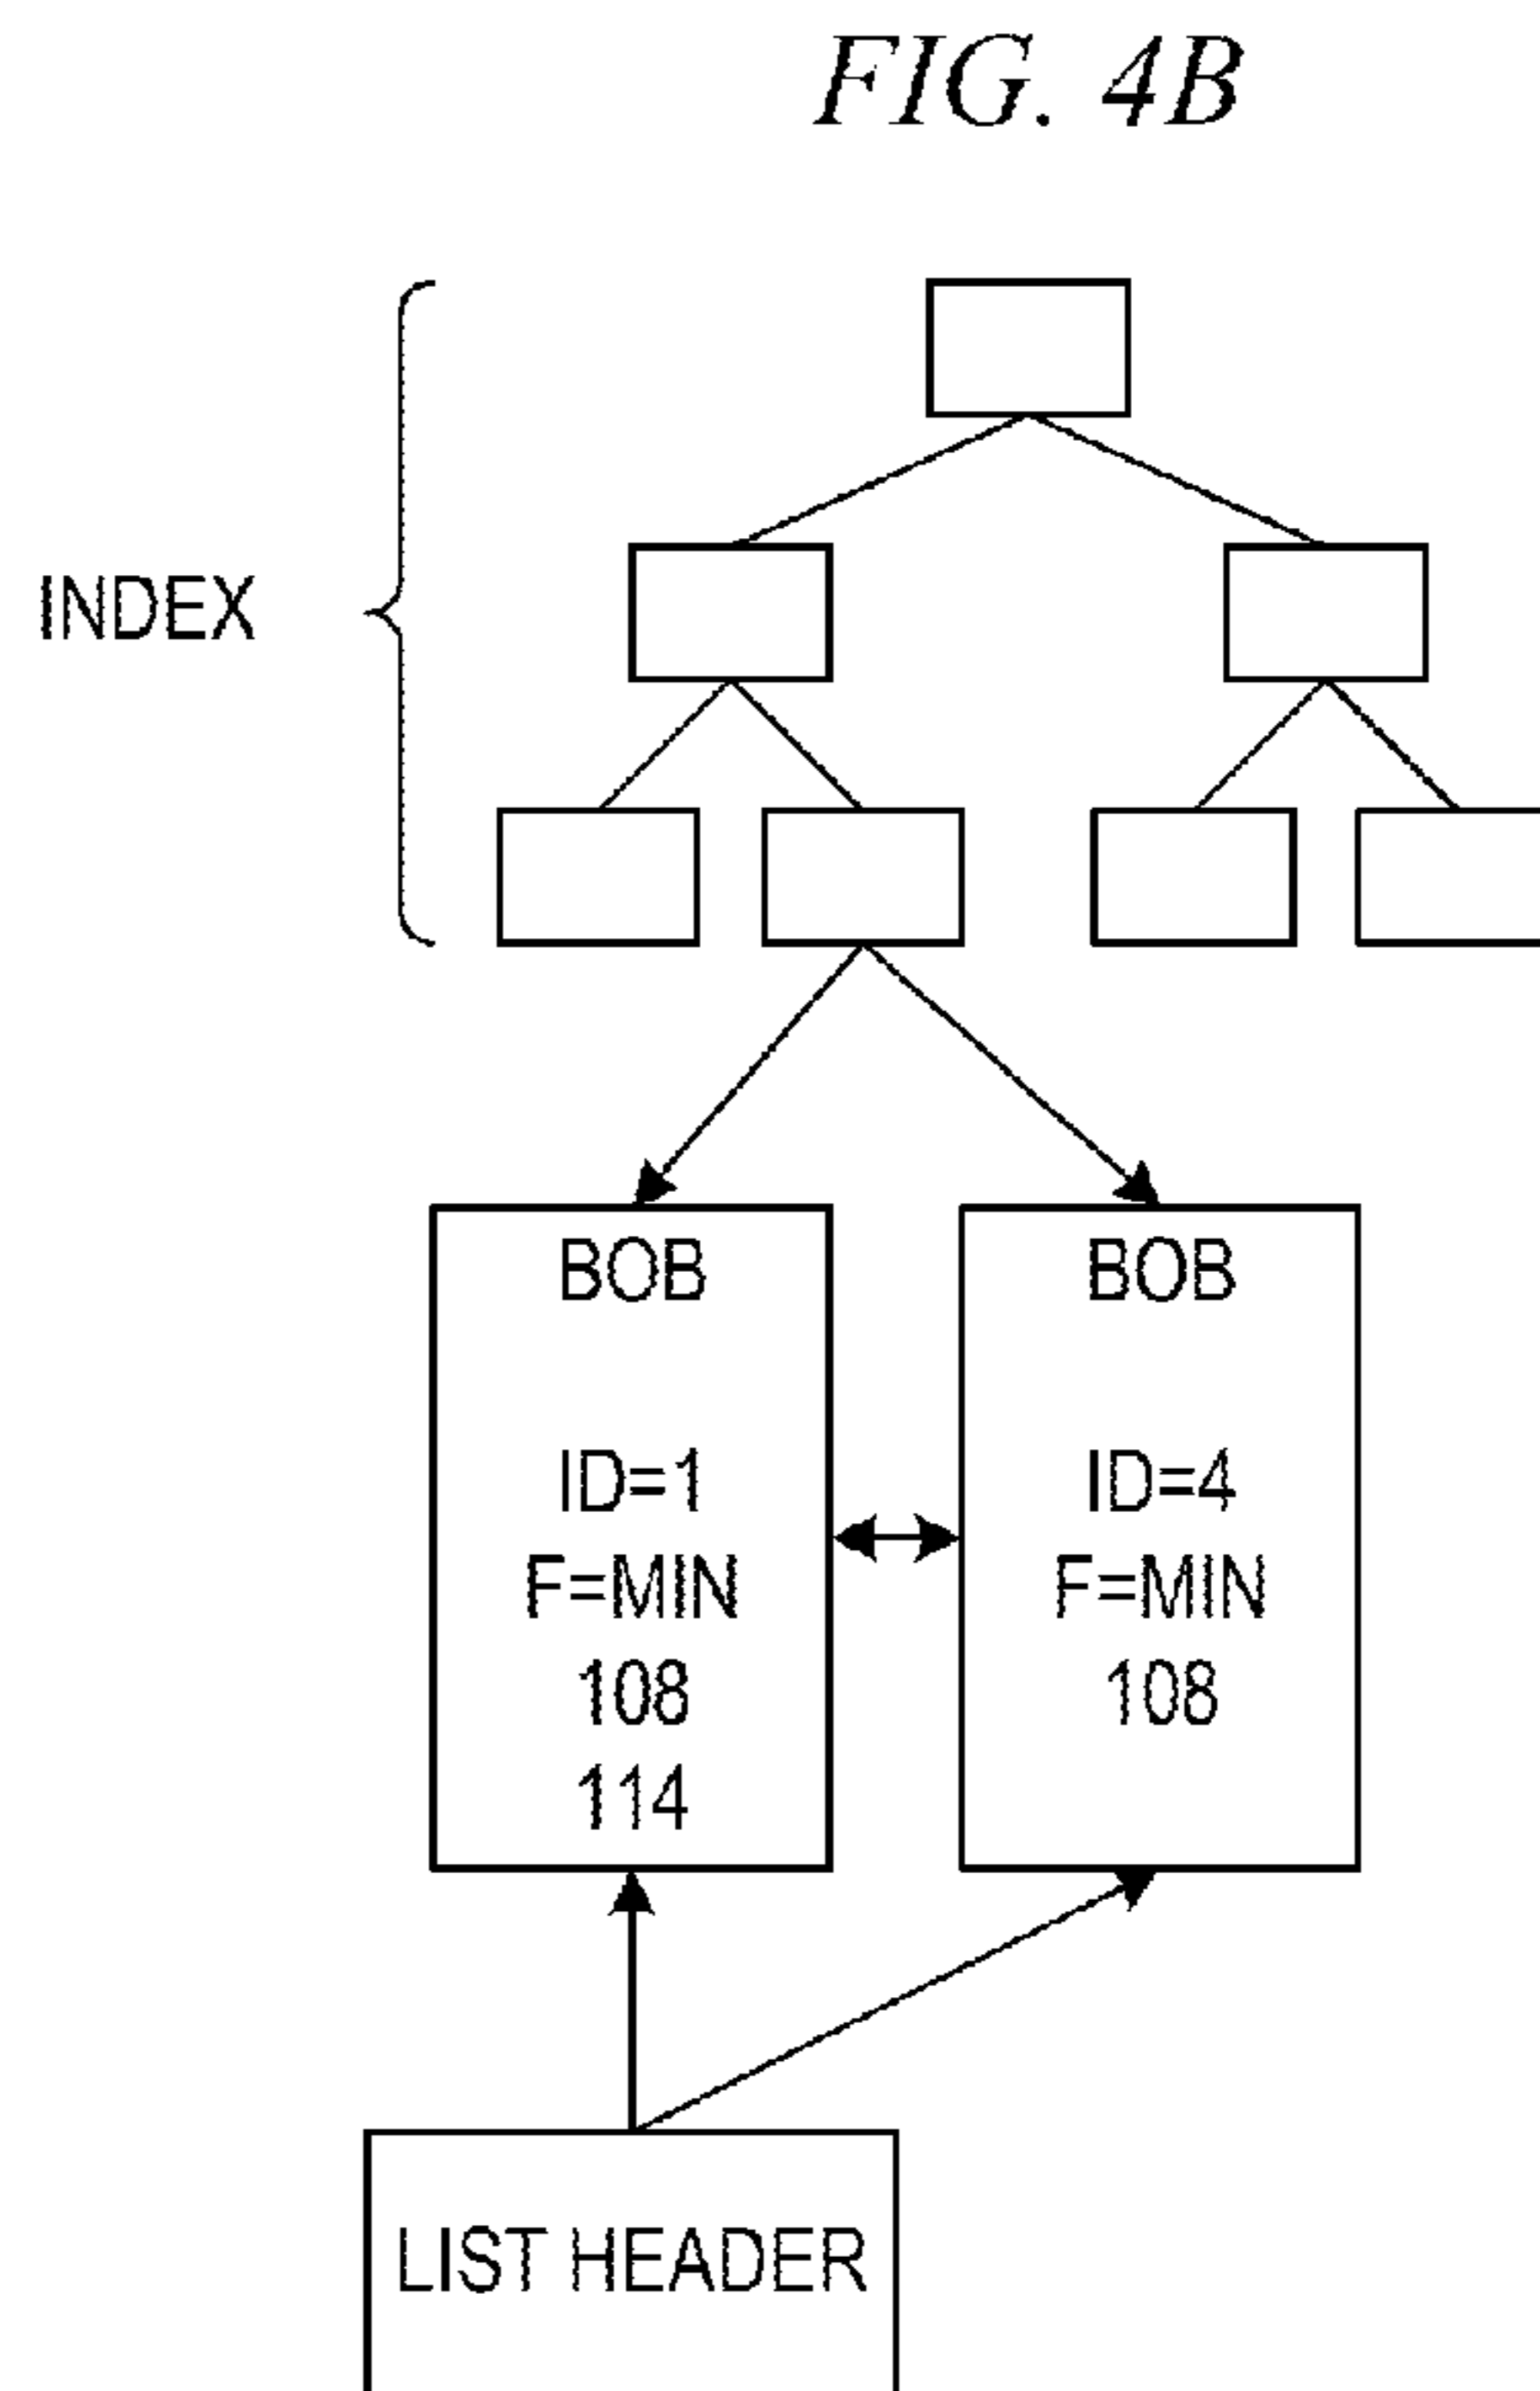 FIG. 4B
INDEX
BOB
ID=1
F=MIN
108
114
BOB
ID=4
F=MIN
108
LIST HEADER